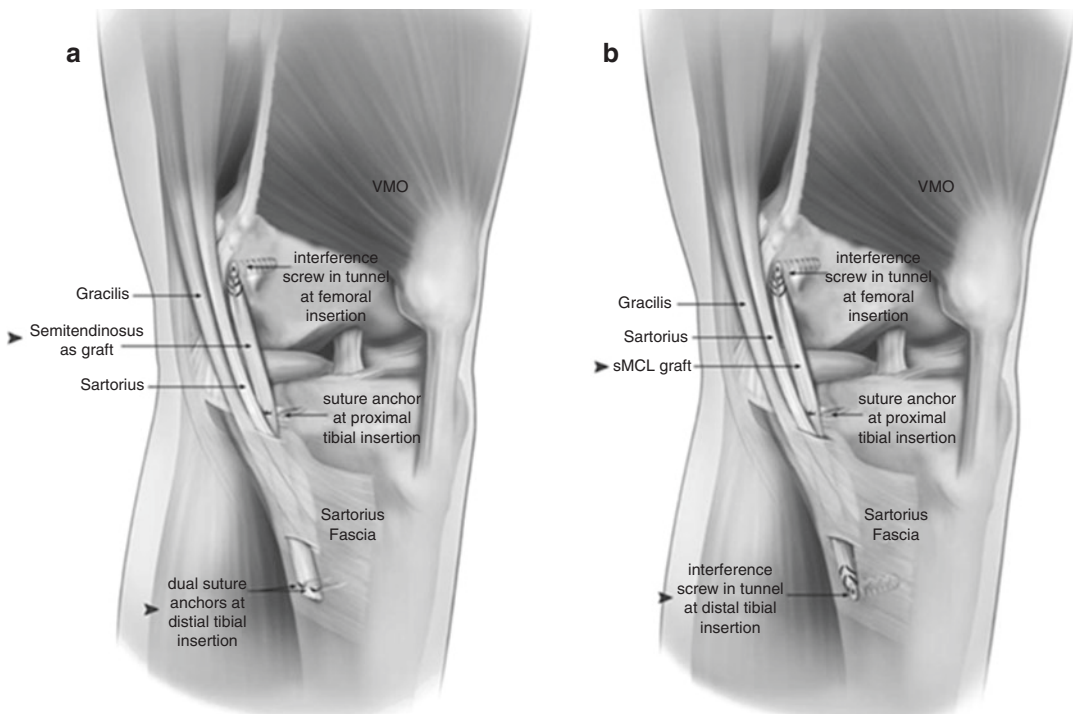 a
VMO
interference
screw in tunnel
at femoral
insertion
Gracilis
Semitendinosus
as graft
Sartorius
suture anchor
at proximal
tibial insertion
Sartorius
Fascia
dual suture
anchors at
distial tibial
insertion
b
VMO
interference
screw in tunnel
at femoral
insertion
Gracilis
Sartorius
sMCL graft
suture anchor
at proximal
tibial insertion
Sartorius
Fascia
interference
screw in tunnel
at distal tibial
insertion